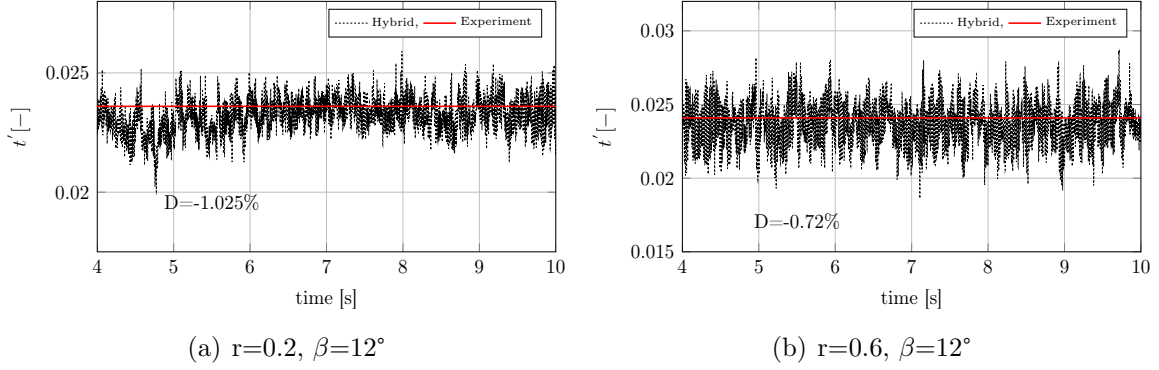 Hybrid, Experiment
0.025
0.02
t′[−]
D=-1.025%
4 5 6 7 8 9 10
time [s]
(a) r=0.2, β=12°
Hybrid, Experiment
0.03
0.025
0.02
0.015
t′[−]
D=-0.72%
4 5 6 7 8 9 10
time [s]
(b) r=0.6, β=12°